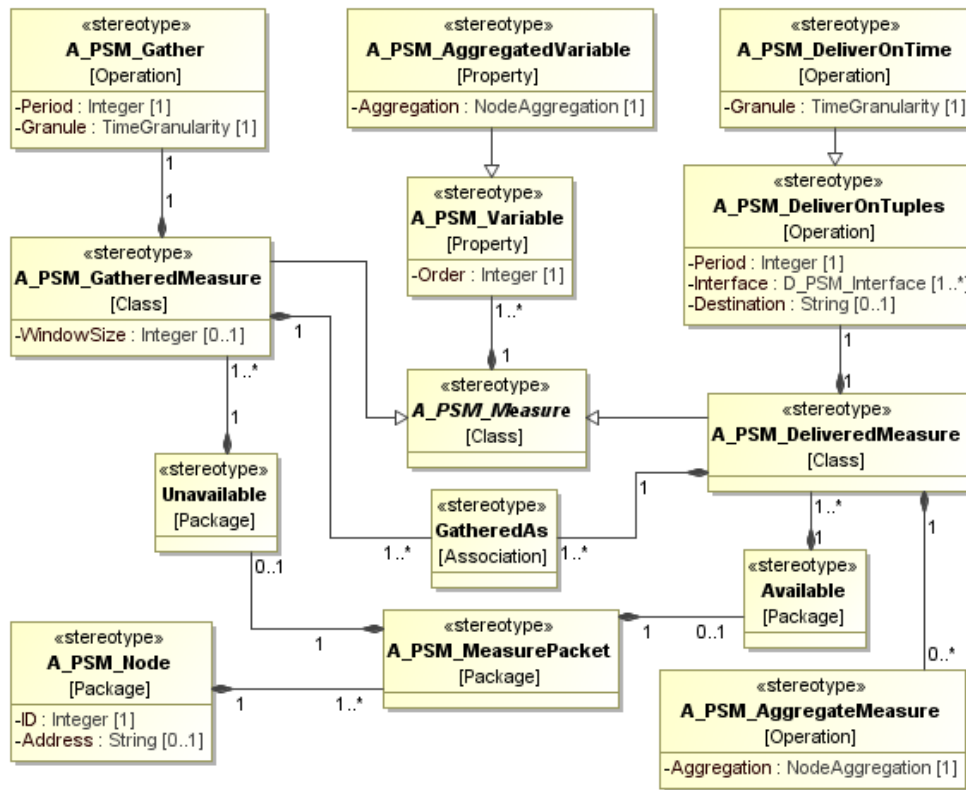 «stereotype»
A_PSM_Gather
[Operation]
-Period : Integer [1]
-Granule : TimeGranularity [1]
«stereotype»
A_PSM_AggregatedVariable
[Property]
-Aggregation : NodeAggregation [1]
«stereotype»
A_PSM_DeliverOnTime
[Operation]
-Granule : TimeGranularity [1]
1
1
«stereotype»
A_PSM_Variable
[Property]
-Order : Integer [1]
«stereotype»
A_PSM_DeliverOnTuples
[Operation]
-Period : Integer [1]
-Interface : D_PSM_Interface [1..*]
-Destination : String [0..1]
«stereotype»
A_PSM_GatheredMeasure
[Class]
-WindowSize : Integer [0..1]
1
1..*
1
1..*
1
1
1
«stereotype»
A_PSM_Measure
[Class]
«stereotype»
A_PSM_DeliveredMeasure
[Class]
1
«stereotype»
Unavailable
[Package]
«stereotype»
GatheredAs
[Association]
1..*
1..*
1
1..*
1
1
«stereotype»
Available
[Package]
0..1
1
1
0..1
«stereotype»
A_PSM_MeasurePacket
[Package]
«stereotype»
A_PSM_Node
[Package]
-ID : Integer [1]
-Address : String [0..1]
1
1..*
0..*
«stereotype»
A_PSM_AggregateMeasure
[Operation]
-Aggregation : NodeAggregation [1]